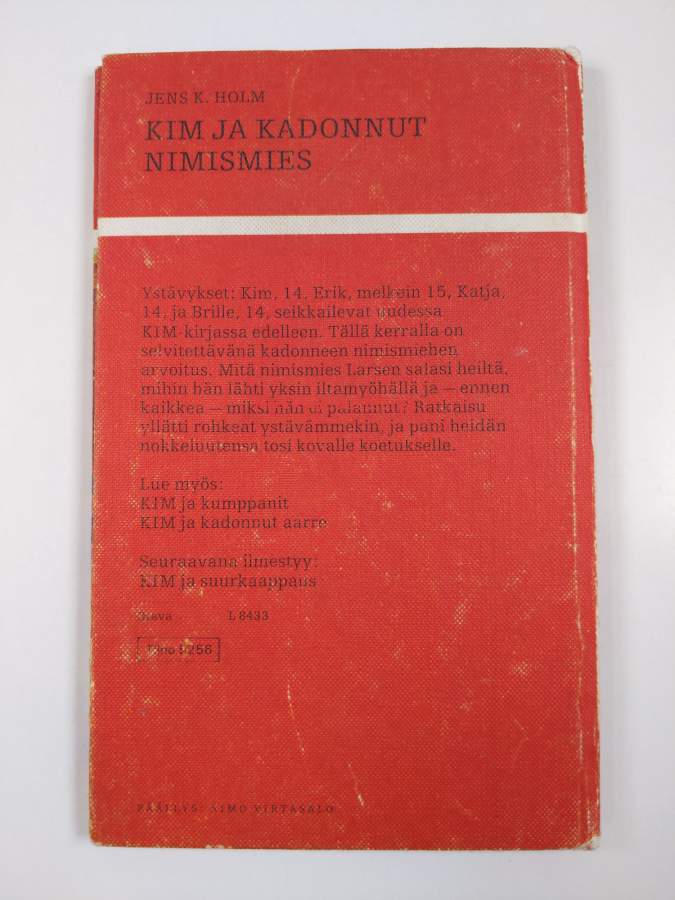 JENS K. HOLM
KIM JA KADONNUT
NIMISMIES
Ystävykset: Kim, 14, Erik, melkein 15, Katja,
14, ja Brille, 14, seikkailevat uudessa
KIM-kirjassa edelleen. Tällä kerralla on
selvitettävänä kadonneen nimismiehen
arvoitus. Mitä nimismies Larsen salasi heiltä,
mihin hän lähti yksin iltamyöhällä ja — ennen
kaikkea — miksi hän ei palannut? Ratkaisu
yllätti rohkeat ystävämmekin, ja pani heidän
nokkeluutensa tosi kovalle koetukselle.
Lue myös:
KIM ja kumppanit
KIM ja kadonnut aarre
Seuraavana ilmestyy:
KIM ja suurkaappaus
Otava L 8433
9256
PÄÄLLYS: AIMO VIRTASALO